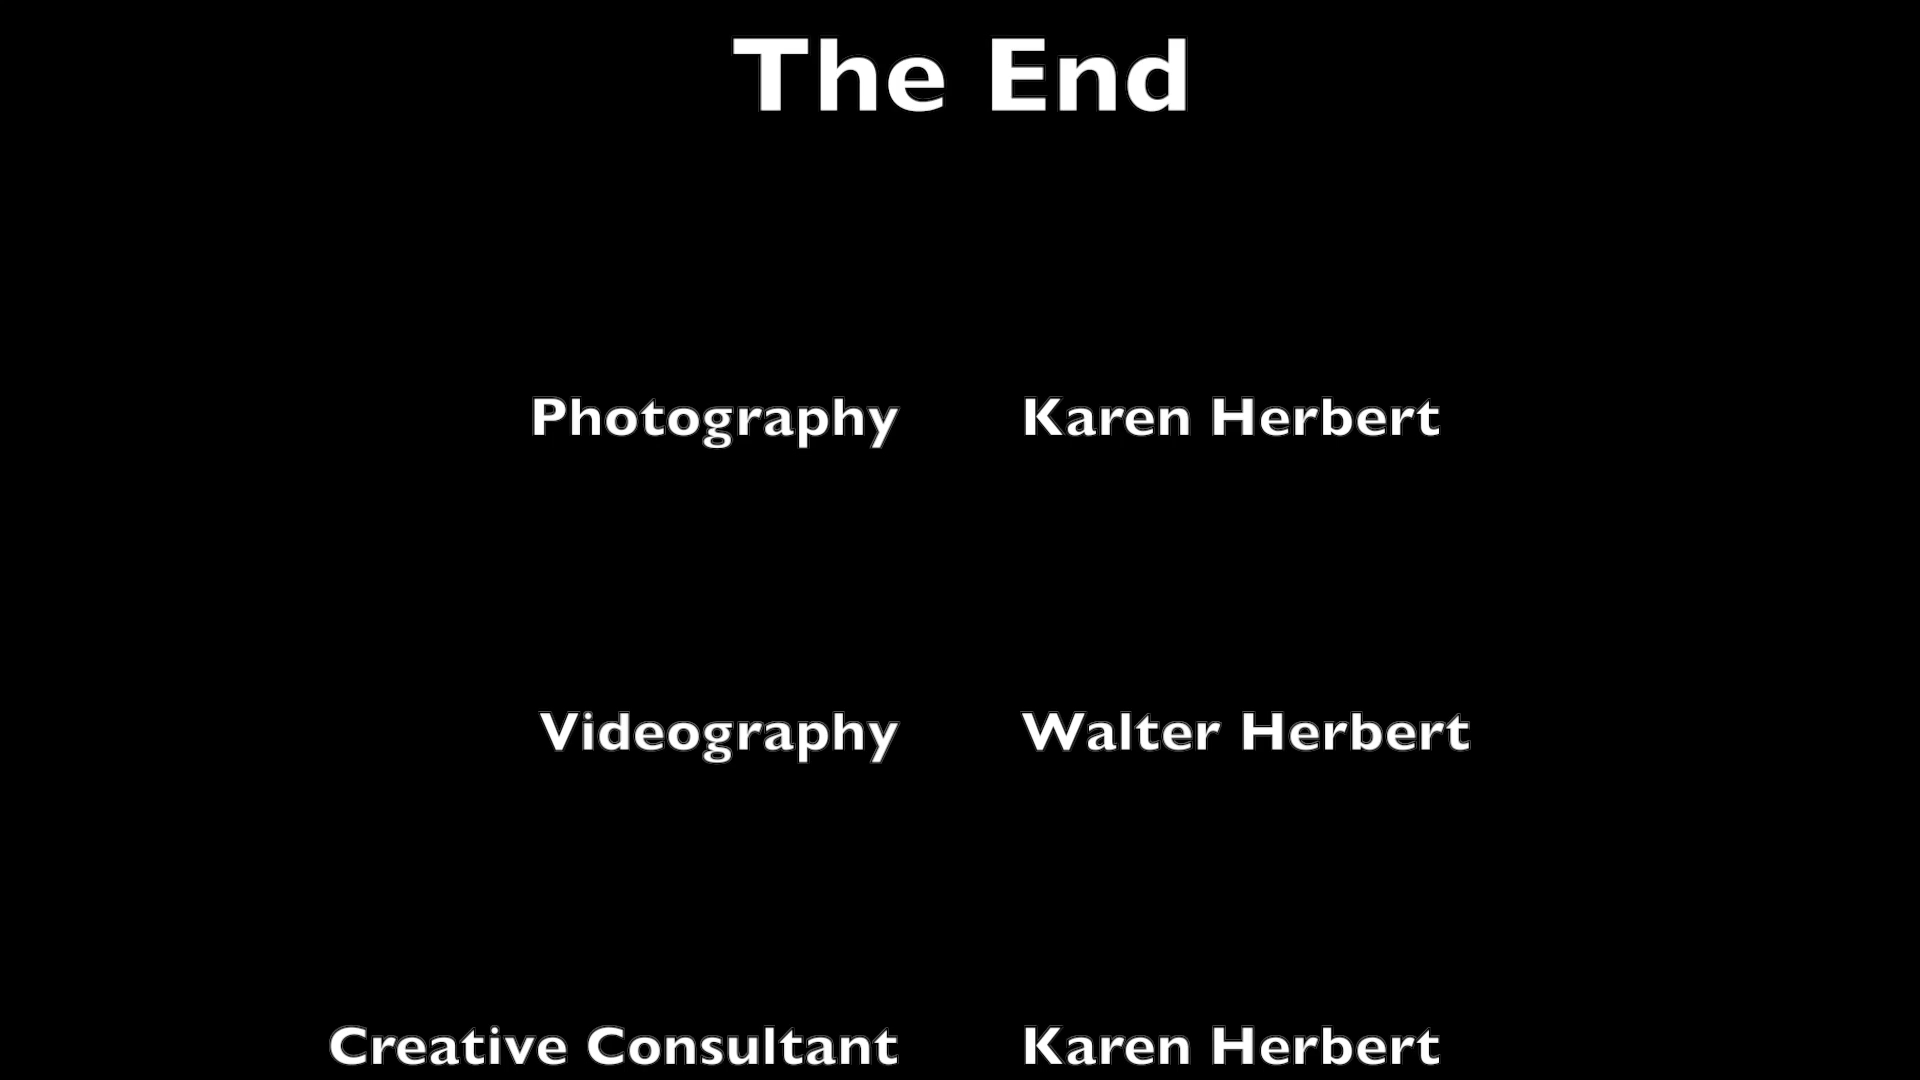 The End
Photography Karen Herbert
Videography Walter Herbert
Creative Consultant Karen Herbert